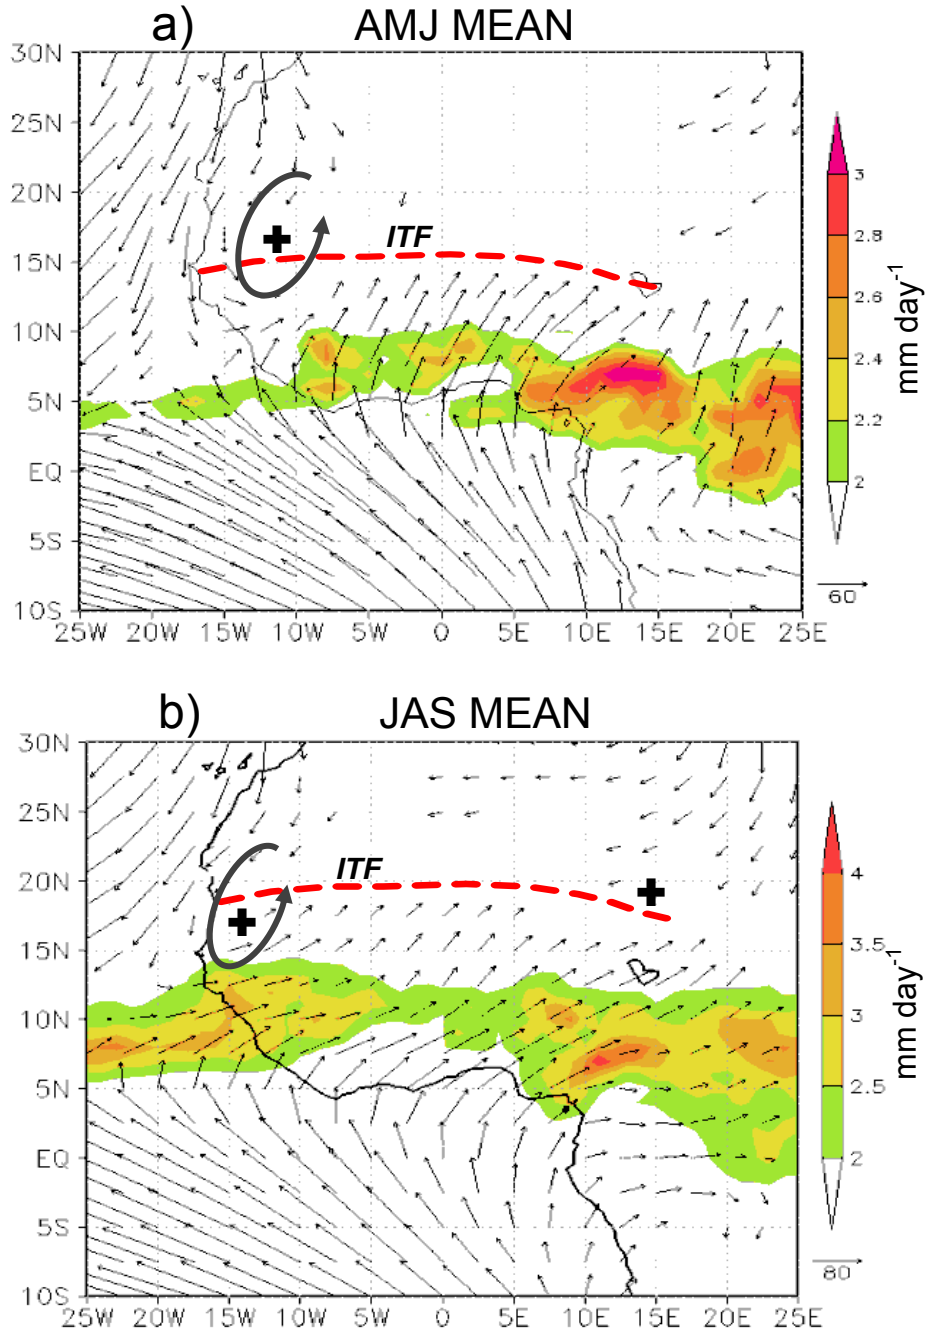 a) AMJ MEAN
30N
25N
20N
15N
10N
5N
EQ
5S
10S
ITF
25W 20W 15W 10W 5W 0 5E 10E 15E 20E 25E
3
2.8
2.6
2.4
2.2
2
mm day-1
60
b) JAS MEAN
30N
25N
20N
15N
10N
5N
EQ
5S
10S
ITF
25W 20W 15W 10W 5W 0 5E 10E 15E 20E 25E
4
3.5
3
2.5
2
mm day-1
80